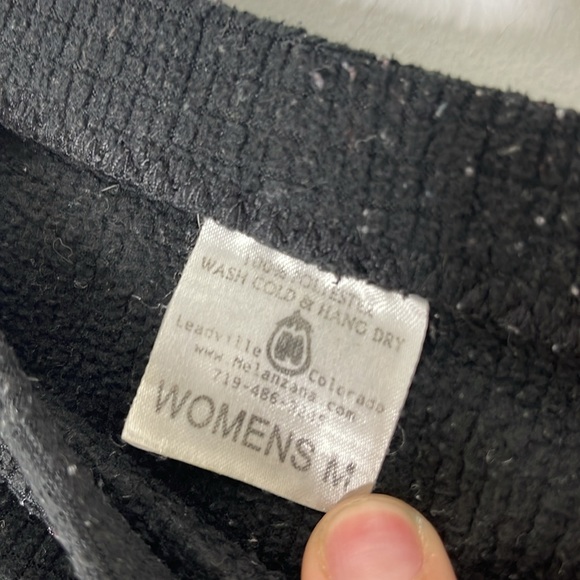 100% POLYESTER
WASH COLD & HANG DRY
Leadville Colorado
www.Melanzana.com
719-486-
WOMENS M